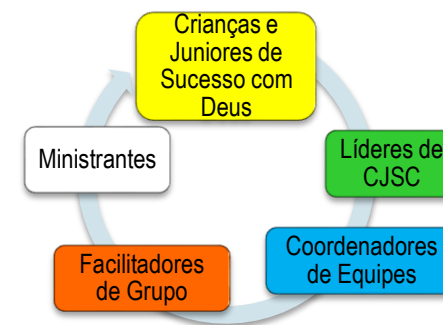 Crianças e
Juniores de
Sucesso com
Deus
Líderes de
CJSC
Coordenadores
de Equipes
Facilitadores
de Grupo
Ministrantes